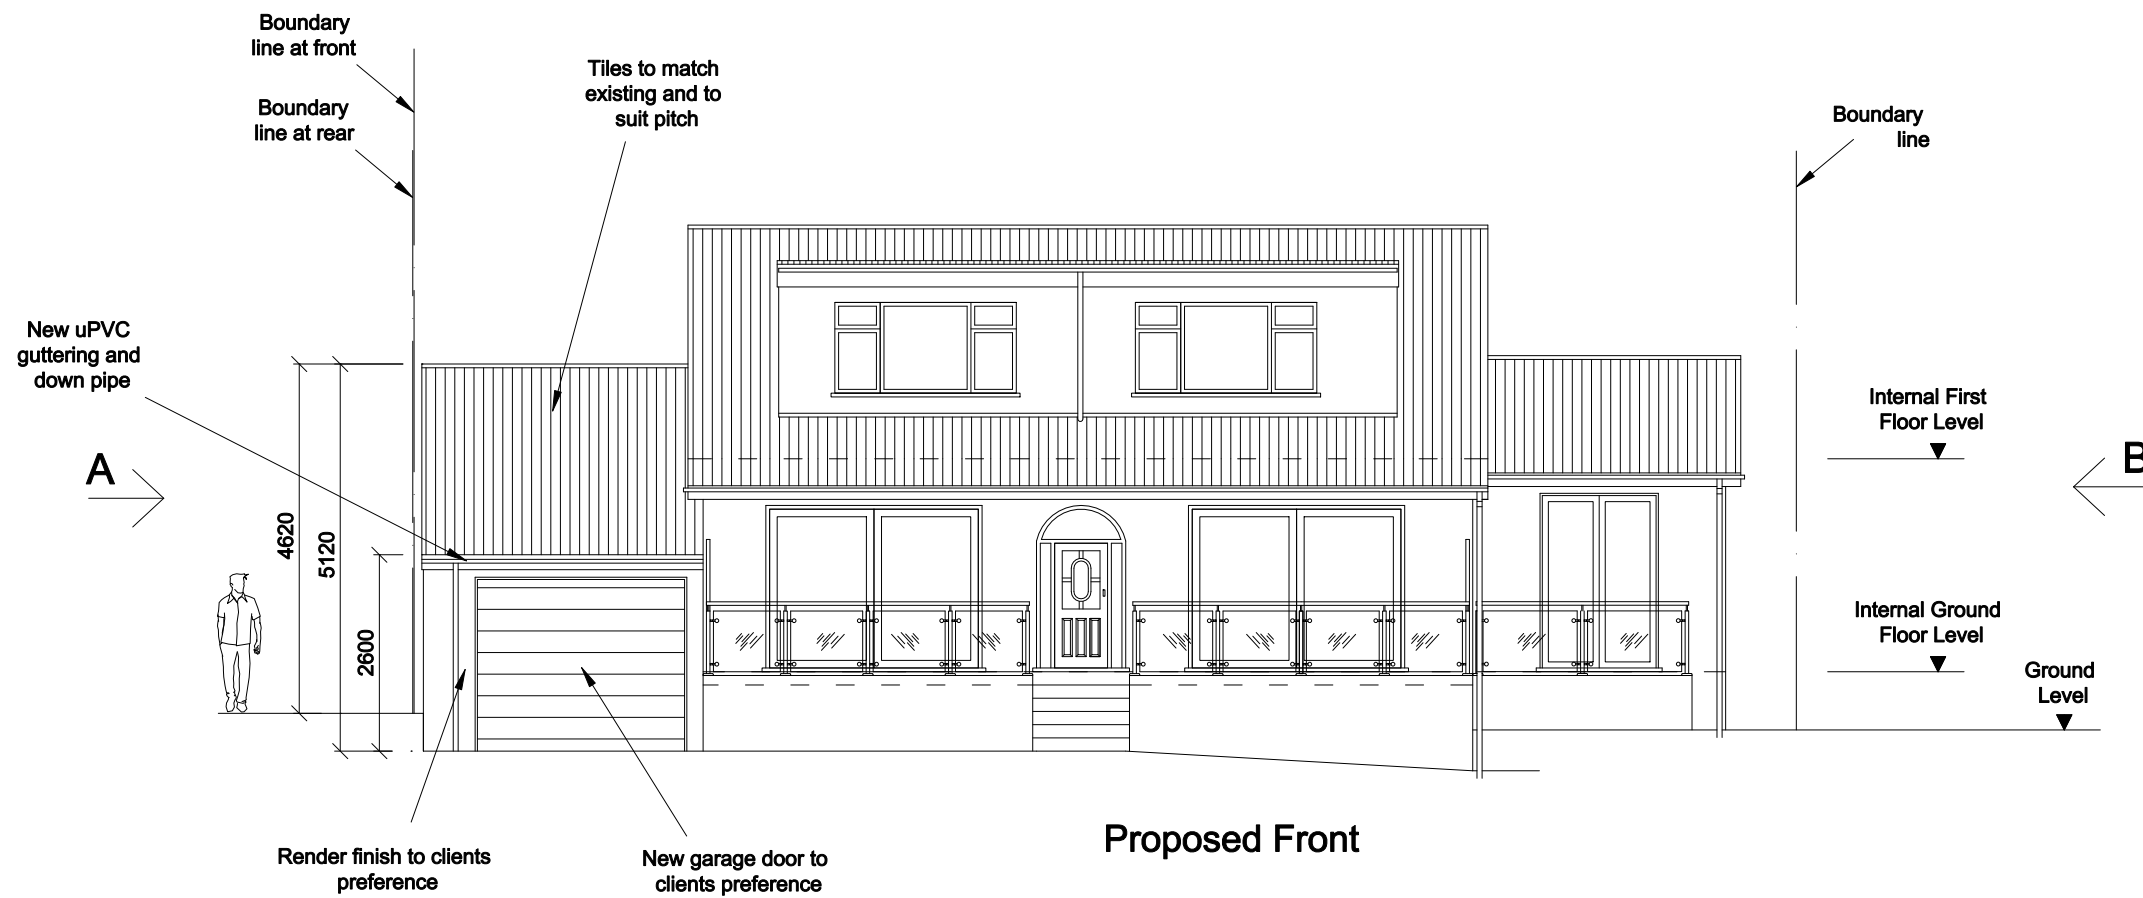 Boundary
line at front
Boundary
line at rear
Tiles to match
existing and to
suit pitch
Boundary
line
New uPVC
guttering and
down pipe
Internal First
Floor Level
A
B
4620
5120
2600
Internal Ground
Floor Level
Ground
Level
Proposed Front
Render finish to clients
preference
New garage door to
clients preference